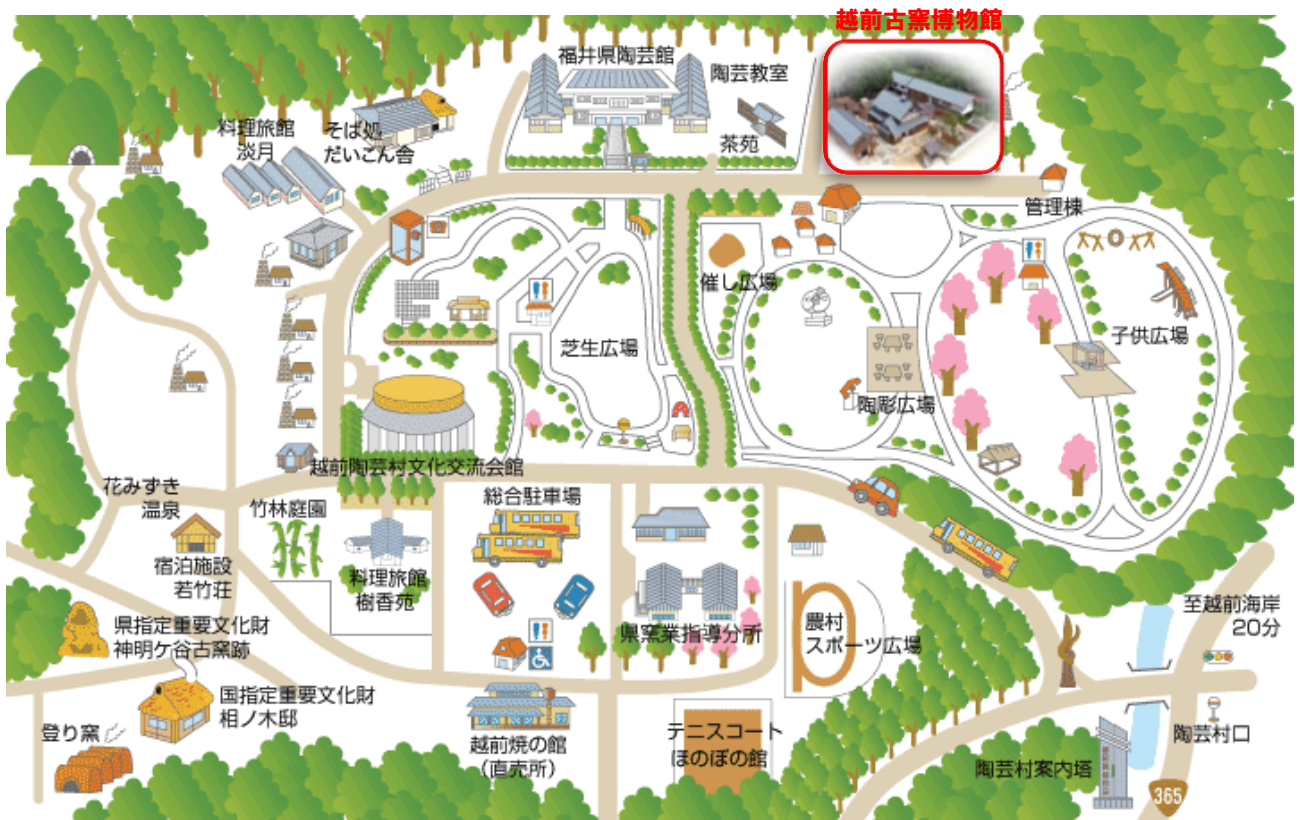 越前古窯博物館
福井県陶芸館
陶芸教室
茶苑
料理旅館
淡月
そば処
だいこん舎
管理棟
催し広場
芝生広場
子供広場
陶彫広場
越前陶芸村文化交流会館
花みずき
温泉
竹林庭園
総合駐車場
宿泊施設
若竹荘
料理旅館
樹香苑
県窯業指導分所
農村
スポーツ広場
至越前海岸
20分
県指定重要文化財
神明ケ谷古窯跡
国指定重要文化財
相ノ木邸
登り窯
越前焼の館
(直売所)
テニスコート
ほのぼの館
陶芸村口
陶芸村案内塔
365